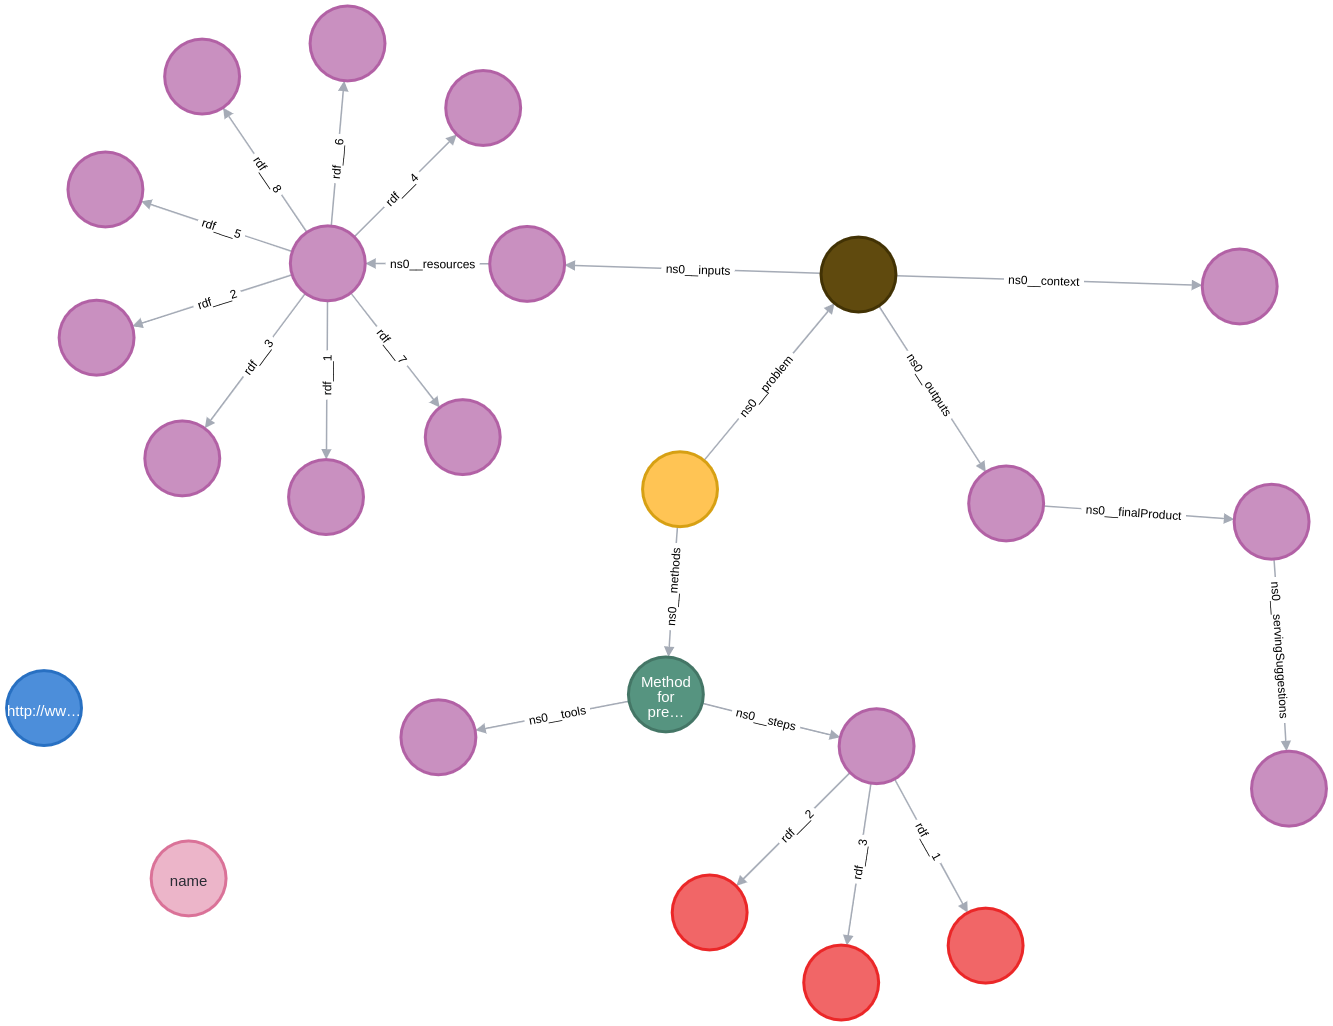 rdf__6
rdf__8
rdf__4
rdf__5
ns0__resources
ns0__inputs
ns0__context
rdf__2
rdf__3
rdf__1
rdf__7
ns0__problem
ns0__outputs
ns0__finalProduct
ns0__methods
ns0__servingSuggestions
Method
for
pre…
http://ww…
ns0__tools
ns0__steps
rdf__2
rdf__3
rdf__1
name